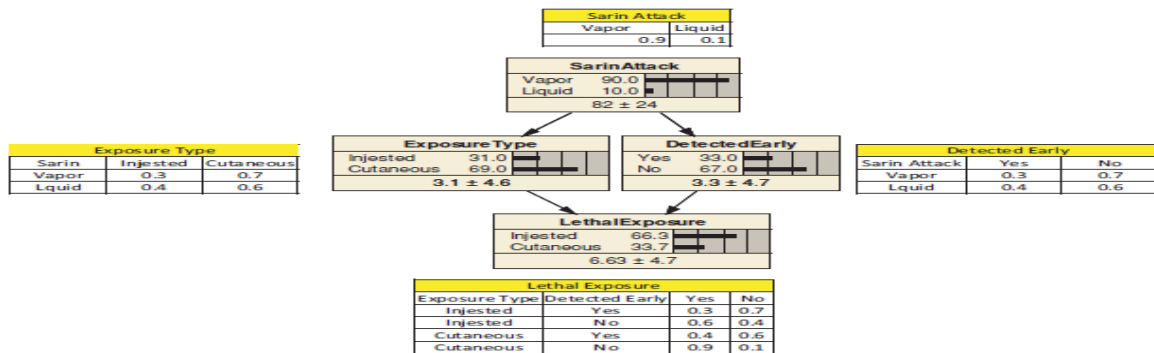 Sarin Attack
Vapor Liquid
0.9 0.1
SarinAttack
Vapor 90.0
Liquid 10.0
82 ± 24
Exposure Type
Sarin Injested Cutaneous
Vapor 0.3 0.7
Lquid 0.4 0.6
ExposureType
Injested 31.0
Cutaneous 69.0
3.1 ± 4.6
DetectedEarly
Yes 33.0
No 67.0
3.3 ± 4.7
Detected Early
Sarin Attack Yes No
Vapor 0.3 0.7
Lquid 0.4 0.6
LethalExposure
Injested 66.3
Cutaneous 33.7
6.63 ± 4.7
Lethal Exposure
Exposure Type Detected Early Yes No
Injested Yes 0.3 0.7
Injested No 0.6 0.4
Cutaneous Yes 0.4 0.6
Cutaneous No 0.9 0.1